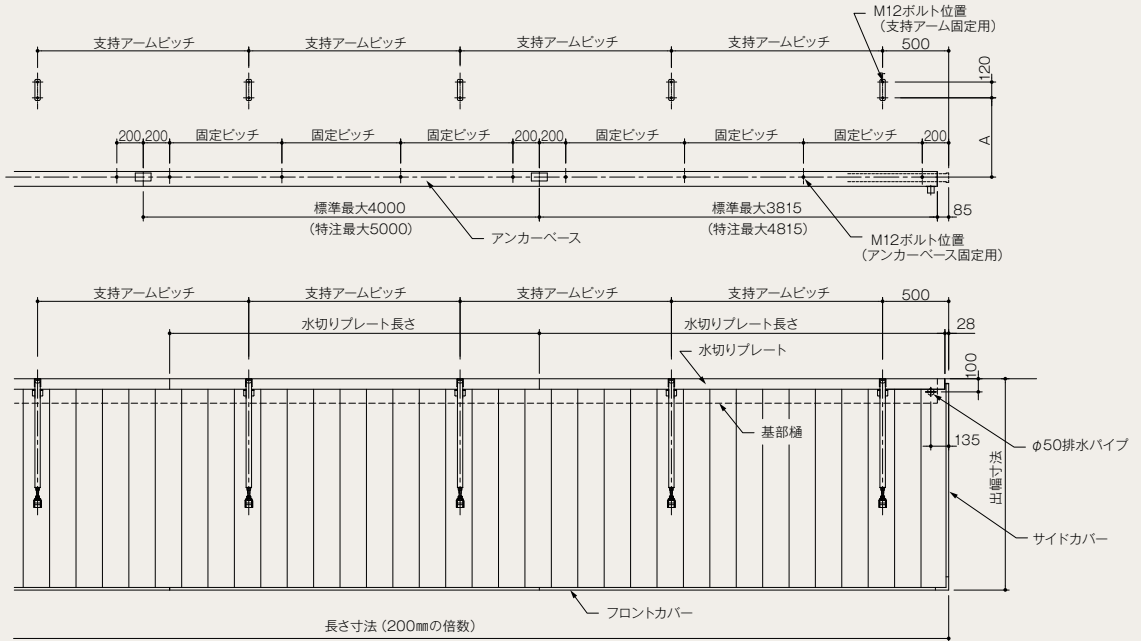 M12ボルト位置
(支持アーム固定用)
支持アームピッチ 支持アームピッチ 支持アームピッチ 支持アームピッチ 500
120
A
200 200 固定ピッチ 固定ピッチ 固定ピッチ 200 200 固定ピッチ 固定ピッチ 固定ピッチ 200
標準最大4000 標準最大3815 85
(特注最大5000) (特注最大4815)
アンカーベース
M12ボルト位置
(アンカーベース固定用)
支持アームピッチ 支持アームピッチ 支持アームピッチ 支持アームピッチ 500
水切りプレート長さ 水切りプレート長さ 28
水切りプレート
100
基部樋
135
φ50排水パイプ
出幅寸法
サイドカバー
フロントカバー
長さ寸法(200㎜の倍数)